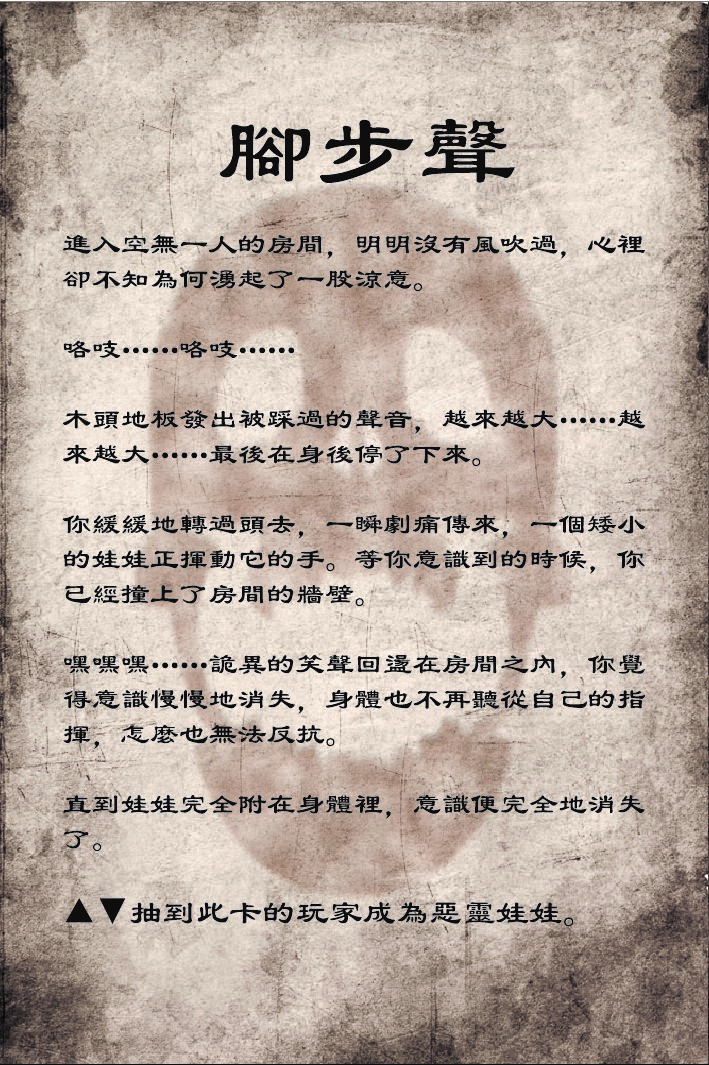 腳步聲
進入空無一人的房間，明明沒有風吹過，心裡
卻不知為何湧起了一股涼意。
咯吱……咯吱……
木頭地板發出被踩過的聲音，越來越大……越
來越大……最後在身後停了下來。
你緩緩地轉過頭去，一瞬劇痛傳來，一個矮小
的娃娃正揮動它的手。等你意識到的時候，你
已經撞上了房間的牆壁。
嘿嘿嘿……詭異的笑聲回盪在房間之內，你覺
得意識慢慢地消失，身體也不再聽從自己的指
揮，怎麼也無法反抗。
直到娃娃完全附在身體裡，意識便完全地消失
了。
▲▼抽到此卡的玩家成為惡靈娃娃。